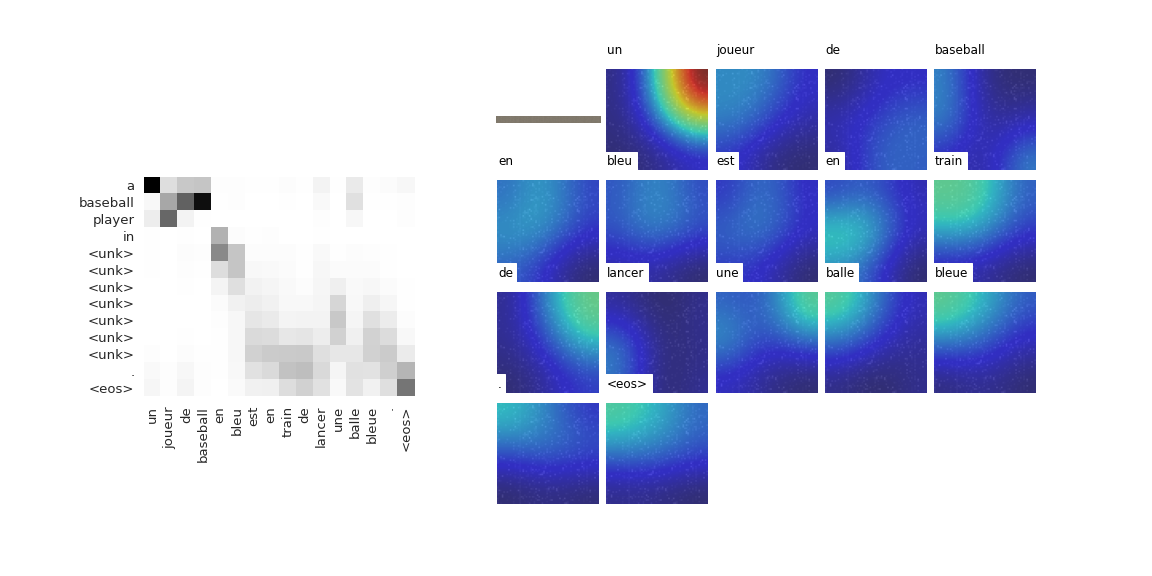 a
baseball
player
in
<unk>
<unk>
<unk>
<unk>
<unk>
<unk>
<unk>
.
<eos>
un
joueur
de
baseball
en
bleu
est
en
train
de
lancer
une
balle
bleue
.
<eos>
un joueur de baseball
en bleu est en train
de lancer une balle bleue
. <eos>